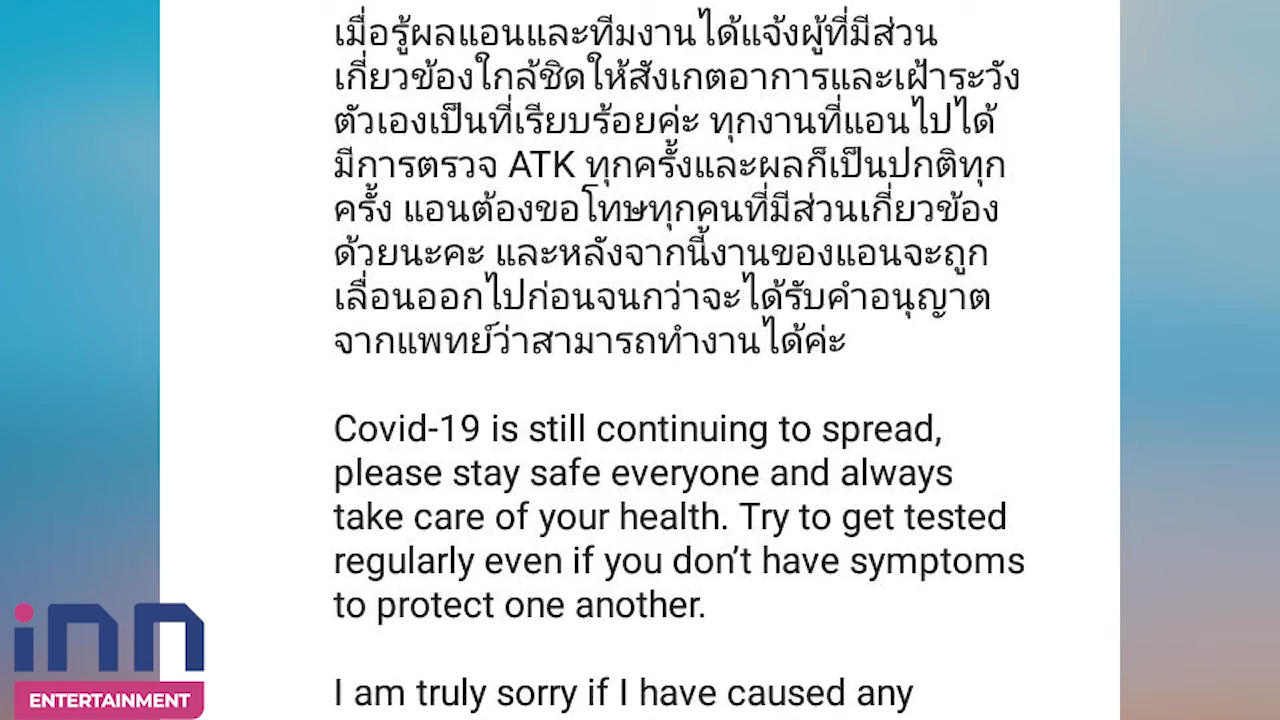 เมื่อรู้ผลแอนและทีมงานได้แจ้งผู้ที่มีส่วน
เกี่ยวข้องใกล้ชิดให้สังเกตอาการและเฝ้าระวัง
ตัวเองเป็นที่เรียบร้อยค่ะ ทุกงานที่แอนไปได้
มีการตรวจ ATK ทุกครั้งและผลก็เป็นปกติทุก
ครั้ง แอนต้องขอโทษทุกคนที่มีส่วนเกี่ยวข้อง
ด้วยนะคะ และหลังจากนี้งานของแอนจะถูก
เลื่อนออกไปก่อนจนกว่าจะได้รับคำอนุญาต
จากแพทย์ว่าสามารถทำงานได้ค่ะ
Covid-19 is still continuing to spread,
please stay safe everyone and always
take care of your health. Try to get tested
regularly even if you don’t have symptoms
to protect one another.
I am truly sorry if I have caused any
inn
ENTERTAINMENT